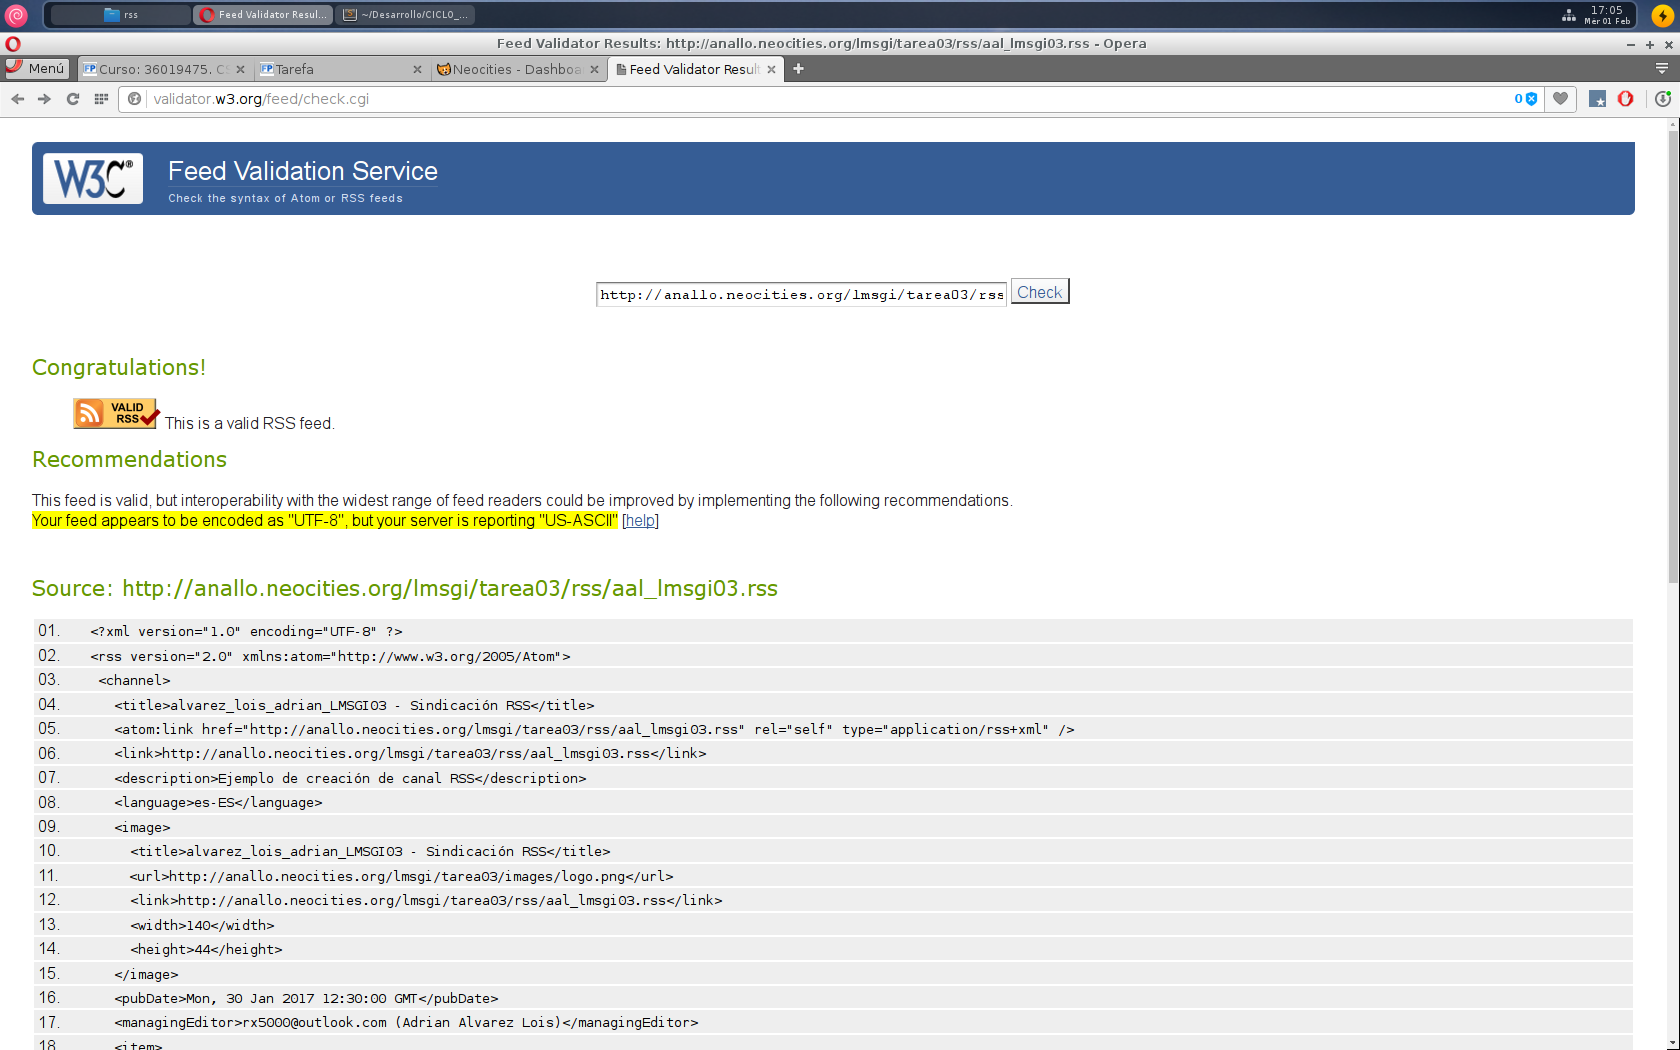 rss
Feed Validator Resul...
~/Desarrollo/CICLO_...
17:05
Mér 01 Feb
Feed Validator Results: http://anallo.neocities.org/lmsgi/tarea03/rss/aal_lmsgi03.rss - Opera
Menú
FP Curso: 36019475. CS
FP Tarefa
Neocities - Dashboa
Feed Validator Result
validator.w3.org/feed/check.cgi
0
W3C®
Feed Validation Service
Check the syntax of Atom or RSS feeds
http://anallo.neocities.org/lmsgi/tarea03/rss
Check
Congratulations!
VALID RSS
This is a valid RSS feed.
Recommendations
This feed is valid, but interoperability with the widest range of feed readers could be improved by implementing the following recommendations.
Your feed appears to be encoded as "UTF-8", but your server is reporting "US-ASCII" [help]
Source: http://anallo.neocities.org/lmsgi/tarea03/rss/aal_lmsgi03.rss
01. <?xml version="1.0" encoding="UTF-8" ?>
02. <rss version="2.0" xmlns:atom="http://www.w3.org/2005/Atom">
03. <channel>
04. <title>alvarez_lois_adrian_LMSGI03 - Sindicación RSS</title>
05. <atom:link href="http://anallo.neocities.org/lmsgi/tarea03/rss/aal_lmsgi03.rss" rel="self" type="application/rss+xml" />
06. <link>http://anallo.neocities.org/lmsgi/tarea03/rss/aal_lmsgi03.rss</link>
07. <description>Ejemplo de creación de canal RSS</description>
08. <language>es-ES</language>
09. <image>
10. <title>alvarez_lois_adrian_LMSGI03 - Sindicación RSS</title>
11. <url>http://anallo.neocities.org/lmsgi/tarea03/images/logo.png</url>
12. <link>http://anallo.neocities.org/lmsgi/tarea03/rss/aal_lmsgi03.rss</link>
13. <width>140</width>
14. <height>44</height>
15. </image>
16. <pubDate>Mon, 30 Jan 2017 12:30:00 GMT</pubDate>
17. <managingEditor>rx5000@outlook.com (Adrian Alvarez Lois)</managingEditor>
18. <item>